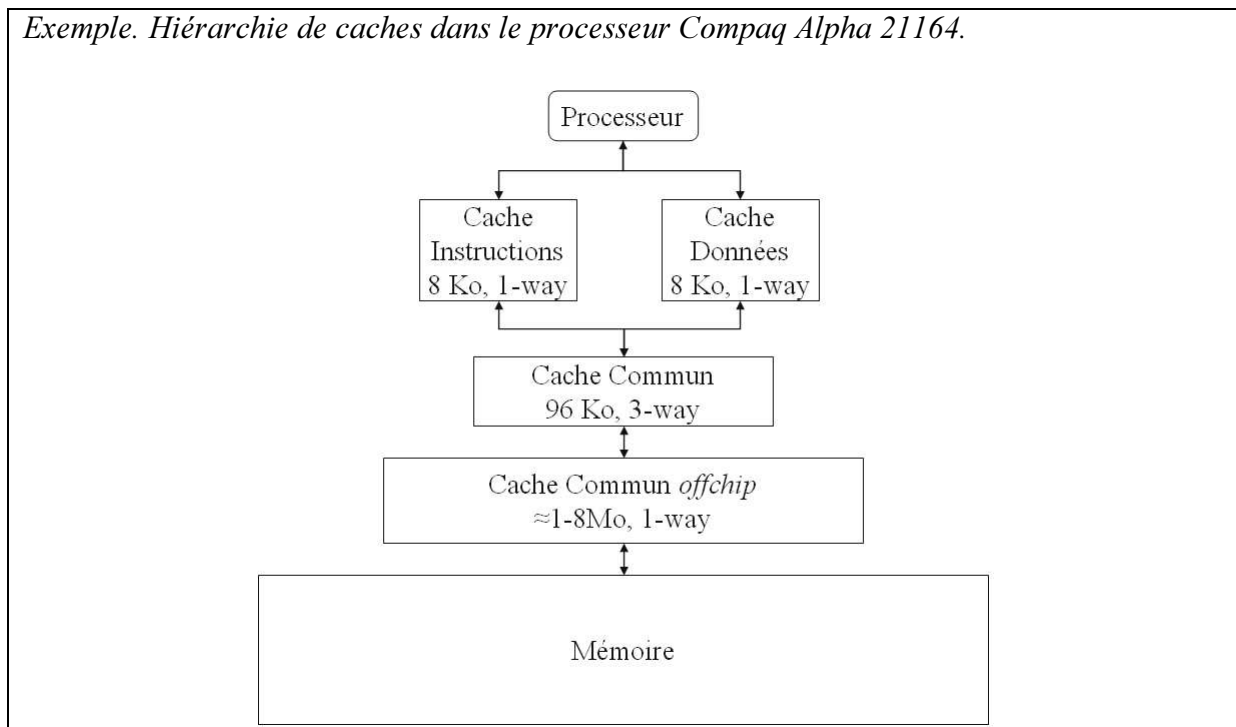 Exemple. Hiérarchie de caches dans le processeur Compaq Alpha 21164.
Processeur
Cache
Instructions
8 Ko, 1-way
Cache
Données
8 Ko, 1-way
Cache Commun
96 Ko, 3-way
Cache Commun offchip
≈1-8Mo, 1-way
Mémoire